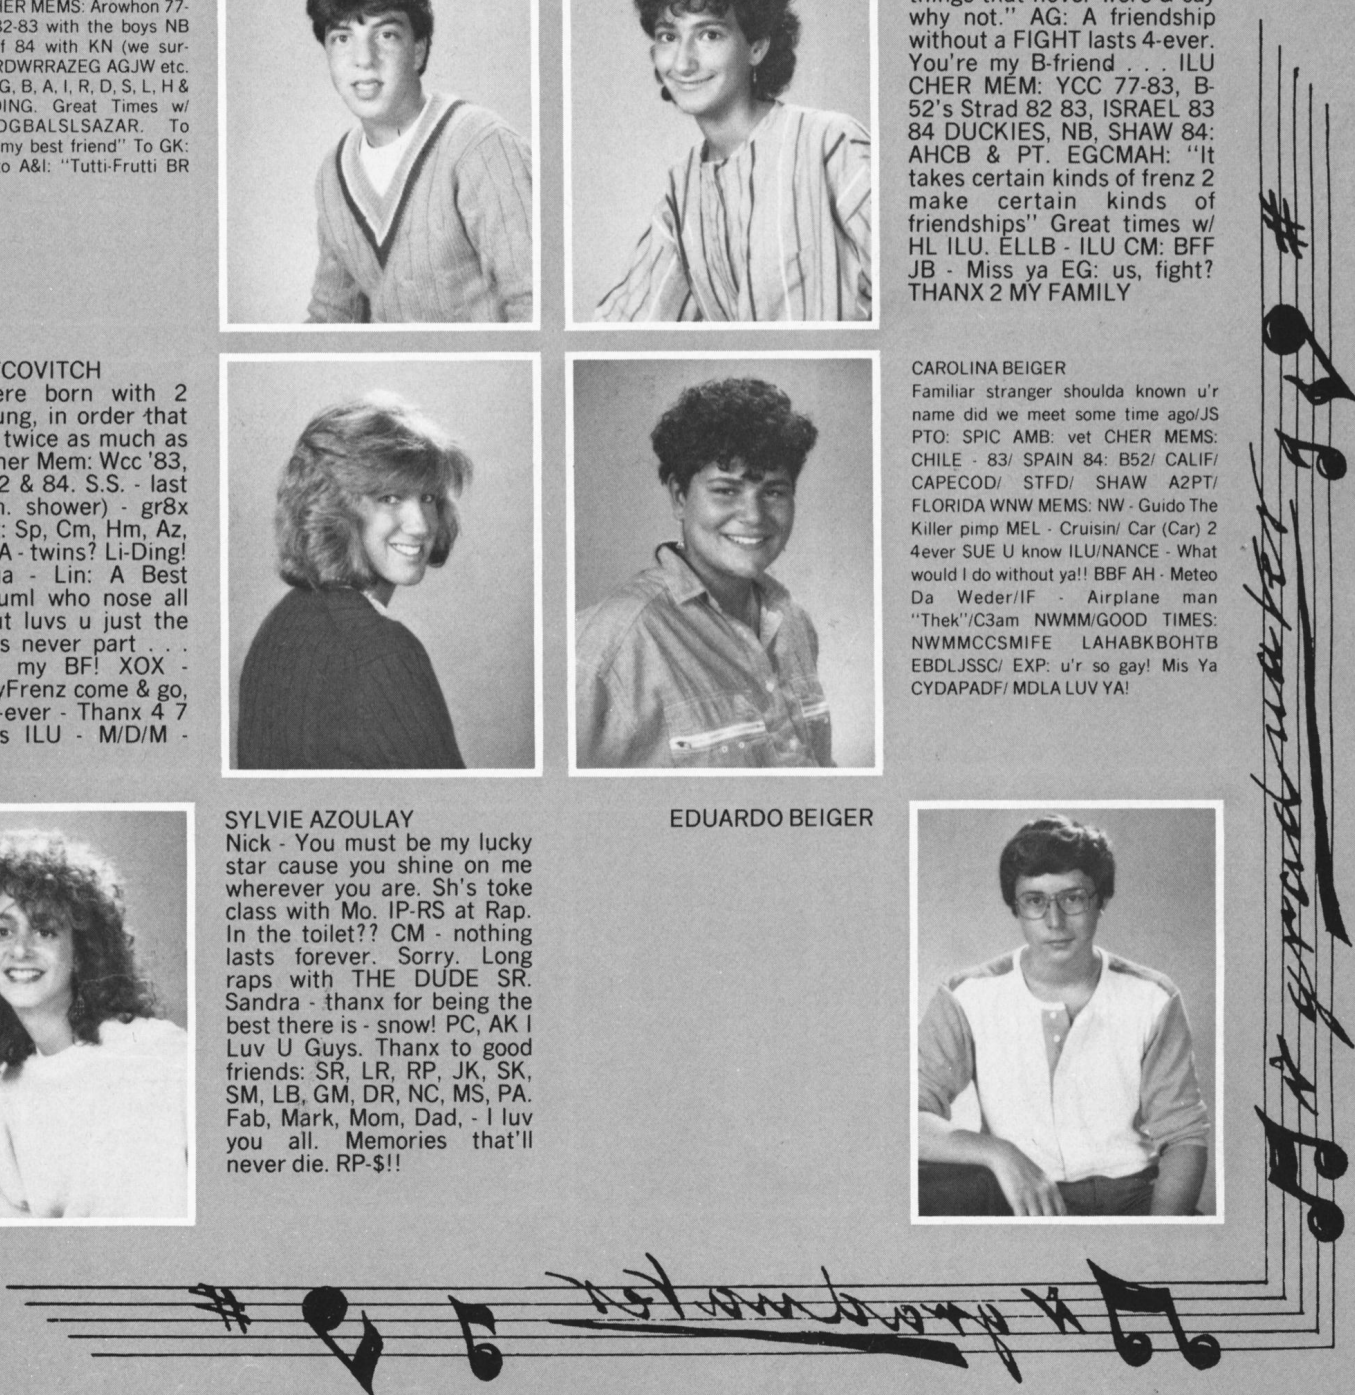 HER MEMS: Arowhon 77-
82-83 with the boys NB
f 84 with KN (we sur-
RDWRRAZEG AGJW etc.
G, B, A, I, R, D, S, L, H &
DING. Great Times w/
OGBALSLSAZAR. To
my best friend" To GK:
to A&I: "Tutti-Frutti BR
why not." AG: A friendship
without a FIGHT lasts 4-ever.
You're my B-friend . . . ILU
CHER MEM: YCC 77-83, B-
52's Strad 82 83, ISRAEL 83
84 DUCKIES, NB, SHAW 84:
AHCB & PT. EGCMAH: "It
takes certain kinds of frenz 2
make certain kinds of
friendships" Great times w/
HL ILU. ELLB - ILU CM: BFF
JB - Miss ya EG: us, fight?
THANX 2 MY FAMILY
COVITCH
ere born with 2
ung, in order that
twice as much as
her Mem: Wcc '83,
2 & 84. S.S. - last
n. shower) - gr8x
: Sp, Cm, Hm, Az,
A - twins? Li-Ding!
a - Lin: A Best
uml who nose all
ut luvs u just the
s never part . . .
my BF! XOX -
yFrenz come & go,
-ever - Thanx 4 7
s ILU - M/D/M -
CAROLINA BEIGER
Familiar stranger shoulda known u'r
name did we meet some time ago/JS
PTO: SPIC AMB: vet CHER MEMS:
CHILE - 83/ SPAIN 84: B52/ CALIF/
CAPECOD/ STFD/ SHAW A2PT/
FLORIDA WNW MEMS: NW - Guido The
Killer pimp MEL - Cruisin/ Car (Car) 2
4ever SUE U know ILU/NANCE - What
would I do without ya!! BBF AH - Meteo
Da Weder/IF - Airplane man
"Thek"/C3am NWMM/GOOD TIMES:
NWMMCCSMIFE LAHABKBOHTB
EBDLJSSC/ EXP: u'r so gay! Mis Ya
CYDAPADF/ MDLA LUV YA!
SYLVIE AZOULAY
Nick - You must be my lucky
star cause you shine on me
wherever you are. Sh's toke
class with Mo. IP-RS at Rap.
In the toilet?? CM - nothing
lasts forever. Sorry. Long
raps with THE DUDE SR.
Sandra - thanx for being the
best there is - snow! PC, AK I
Luv U Guys. Thanx to good
friends: SR, LR, RP, JK, SK,
SM, LB, GM, DR, NC, MS, PA.
Fab, Mark, Mom, Dad, - I luv
you all. Memories that'll
never die. RP-$!!
EDUARDO BEIGER
graduates
graduates